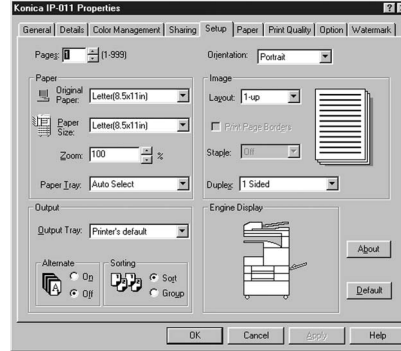 Konica IP-011 Properties
General Details Color Management Sharing Setup Paper Print Quality Option Watermark
Pages: 1 (1-999)
Orientation: Portrait
Paper
Original Paper: Letter(8.5x11in)
Paper Size: Letter(8.5x11in)
Zoom: 100 %
Paper Tray: Auto Select
Image
Layout: 1-up
Print Page Borders
Staple: Off
Duplex: 1 Sided
Output
Output Tray: Printer's default
Alternate
On
Off
A
Sorting
Sort
Group
Engine Display
About
Default
OK Cancel Apply Help